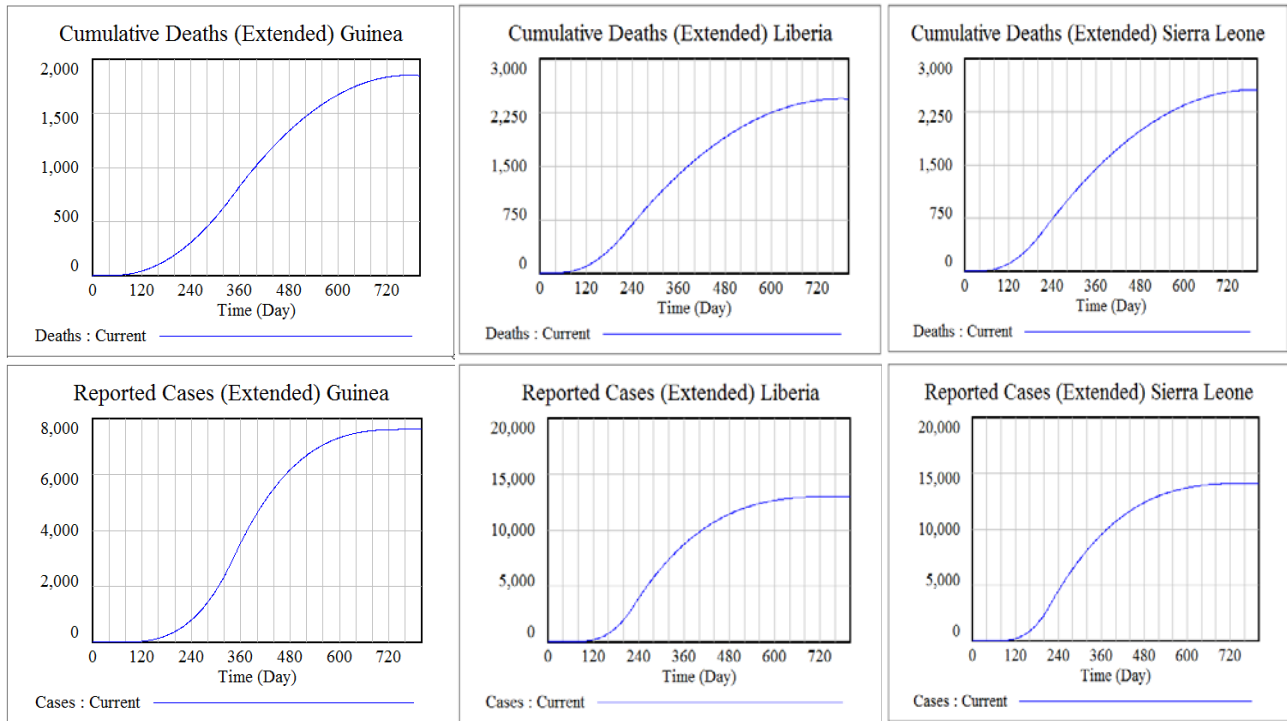 Cumulative Deaths (Extended) Guinea
2,000
1,500
1,000
500
0
0 120 240 360 480 600 720
Time (Day)
Deaths : Current
Cumulative Deaths (Extended) Liberia
3,000
2,250
1,500
750
0
0 120 240 360 480 600 720
Time (Day)
Deaths : Current
Cumulative Deaths (Extended) Sierra Leone
3,000
2,250
1,500
750
0
0 120 240 360 480 600 720
Time (Day)
Deaths : Current
Reported Cases (Extended) Guinea
8,000
6,000
4,000
2,000
0
0 120 240 360 480 600 720
Time (Day)
Cases : Current
Reported Cases (Extended) Liberia
20,000
15,000
10,000
5,000
0
0 120 240 360 480 600 720
Time (Day)
Cases : Current
Reported Cases (Extended) Sierra Leone
20,000
15,000
10,000
5,000
0
0 120 240 360 480 600 720
Time (Day)
Cases : Current